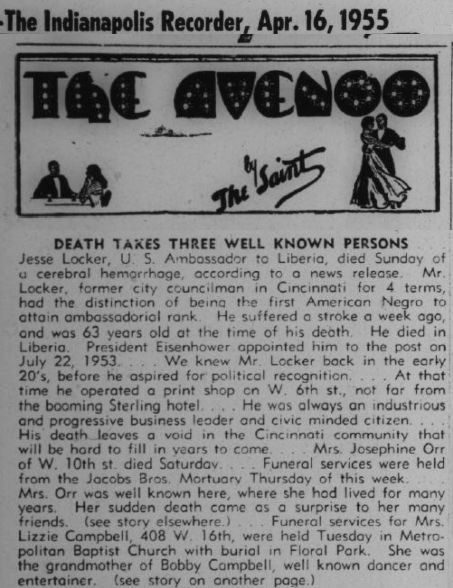 -The Indianapolis Recorder, Apr. 16, 1955
THE AVENOO
by
The Saint
DEATH TAKES THREE WELL KNOWN PERSONS
Jesse Locker, U. S. Ambassador to Liberia, died Sunday of
a cerebral hemorrhage, according to a news release. Mr.
Locker, former city councilman in Cincinnati for 4 terms,
had the distinction of being the first American Negro to
attain ambassadorial rank. He suffered a stroke a week ago,
and was 63 years old at the time of his death. He died in
Liberia. President Eisenhower appointed him to the post on
July 22, 1953. . . . We knew Mr. Locker back in the early
20's, before he aspired for political recognition. . . . At that
time he operated a print shop on W. 6th st., not far from
the booming Sterling hotel. . . . He was always an industrious
and progressive business leader and civic minded citizen. . . .
His death leaves a void in the Cincinnati community that
will be hard to fill in years to come. . . . Mrs. Josephine Orr
of W. 10th st. died Saturday. . . . Funeral services were held
from the Jacobs Bros. Mortuary Thursday of this week. . . .
Mrs. Orr was well known here, where she had lived for many
years. Her sudden death came as a surprise to her many
friends. (see story elsewhere.) . . . Funeral services for Mrs.
Lizzie Campbell, 408 W. 16th, were held Tuesday in Metro-
politan Baptist Church with burial in Floral Park. She was
the grandmother of Bobby Campbell, well known dancer and
entertainer. (see story on another page.)